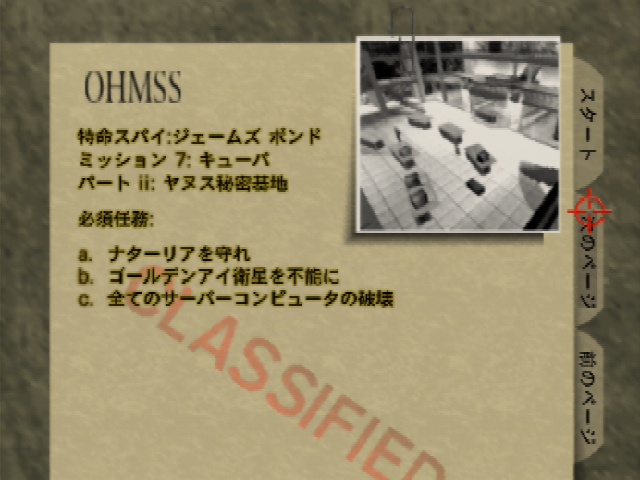 OHMSS
特命スパイ:ジェームズ ボンド
ミッション 7: キューバ
パート ii: ヤヌス秘密基地
必須任務:
a. ナターリアを守れ
b. ゴールデンアイ衛星を不能に
c. 全てのサーバーコンピュータの破壊
CLASSIFIED
スタート
のページ
前のページ